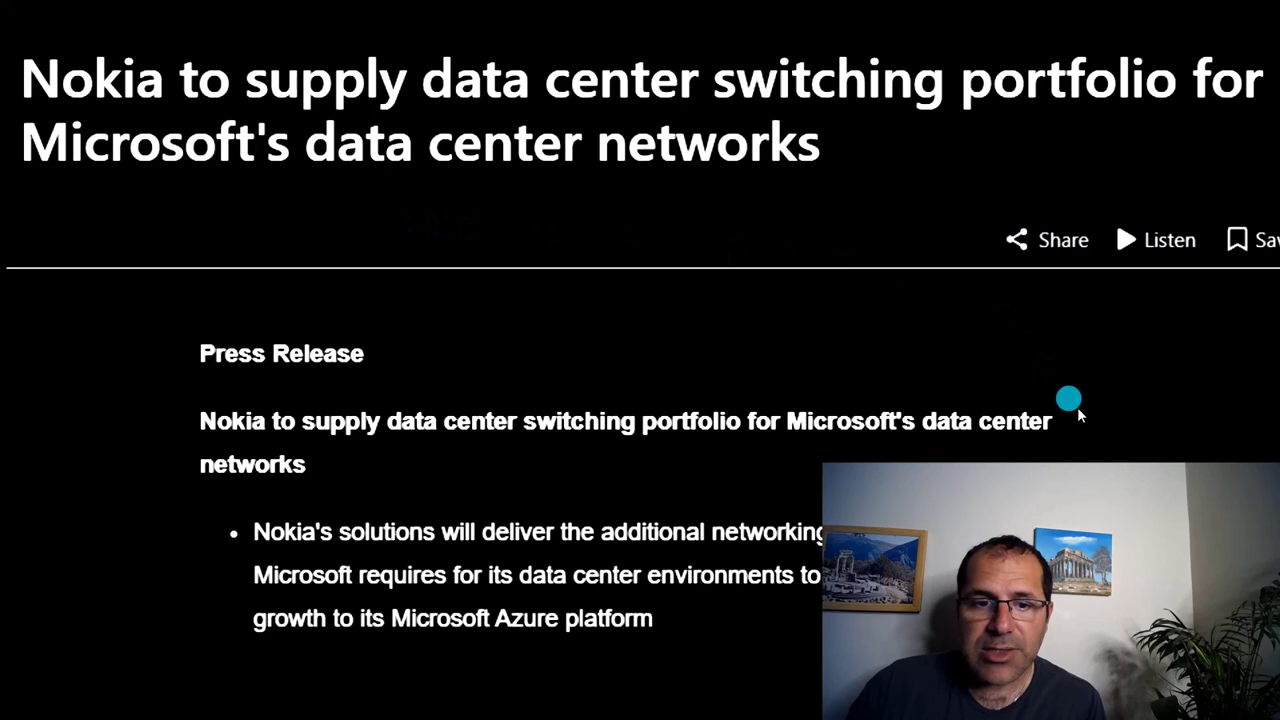 Nokia to supply data center switching portfolio for
Microsoft's data center networks
Share Listen
Press Release
Nokia to supply data center switching portfolio for Microsoft's data center
networks
• Nokia's solutions will deliver the additional networking
Microsoft requires for its data center environments to
growth to its Microsoft Azure platform